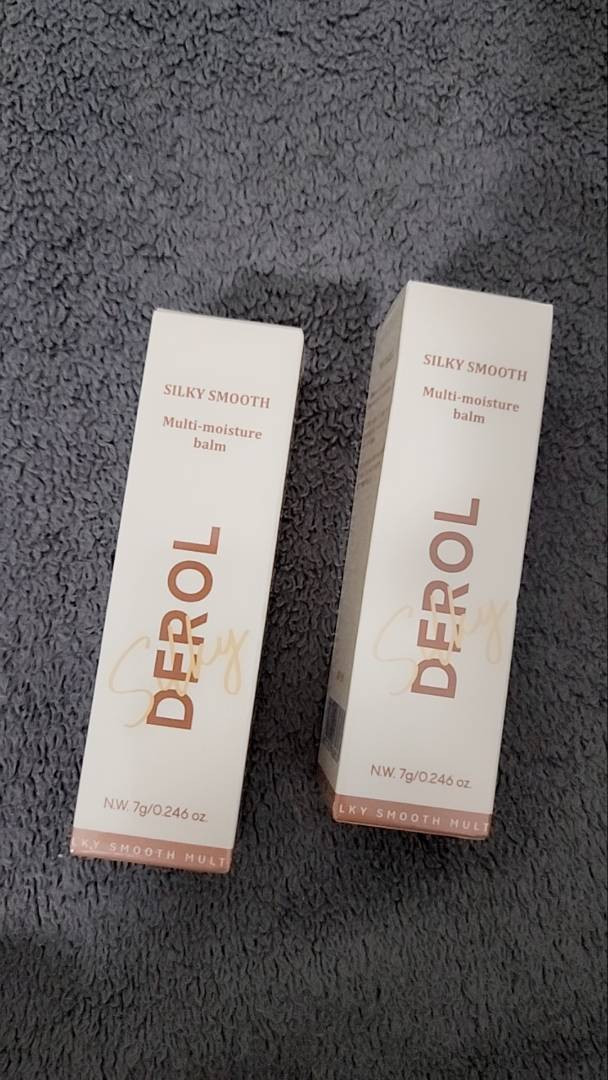 SILKY SMOOTH
Multi-moisture
balm
DEROL
Silky
N.W. 7g/0.246 oz.
LKY SMOOTH MULT
SILKY SMOOTH
Multi-moisture
balm
DEROL
Silky
N.W. 7g/0.246 oz.
LKY SMOOTH MULT